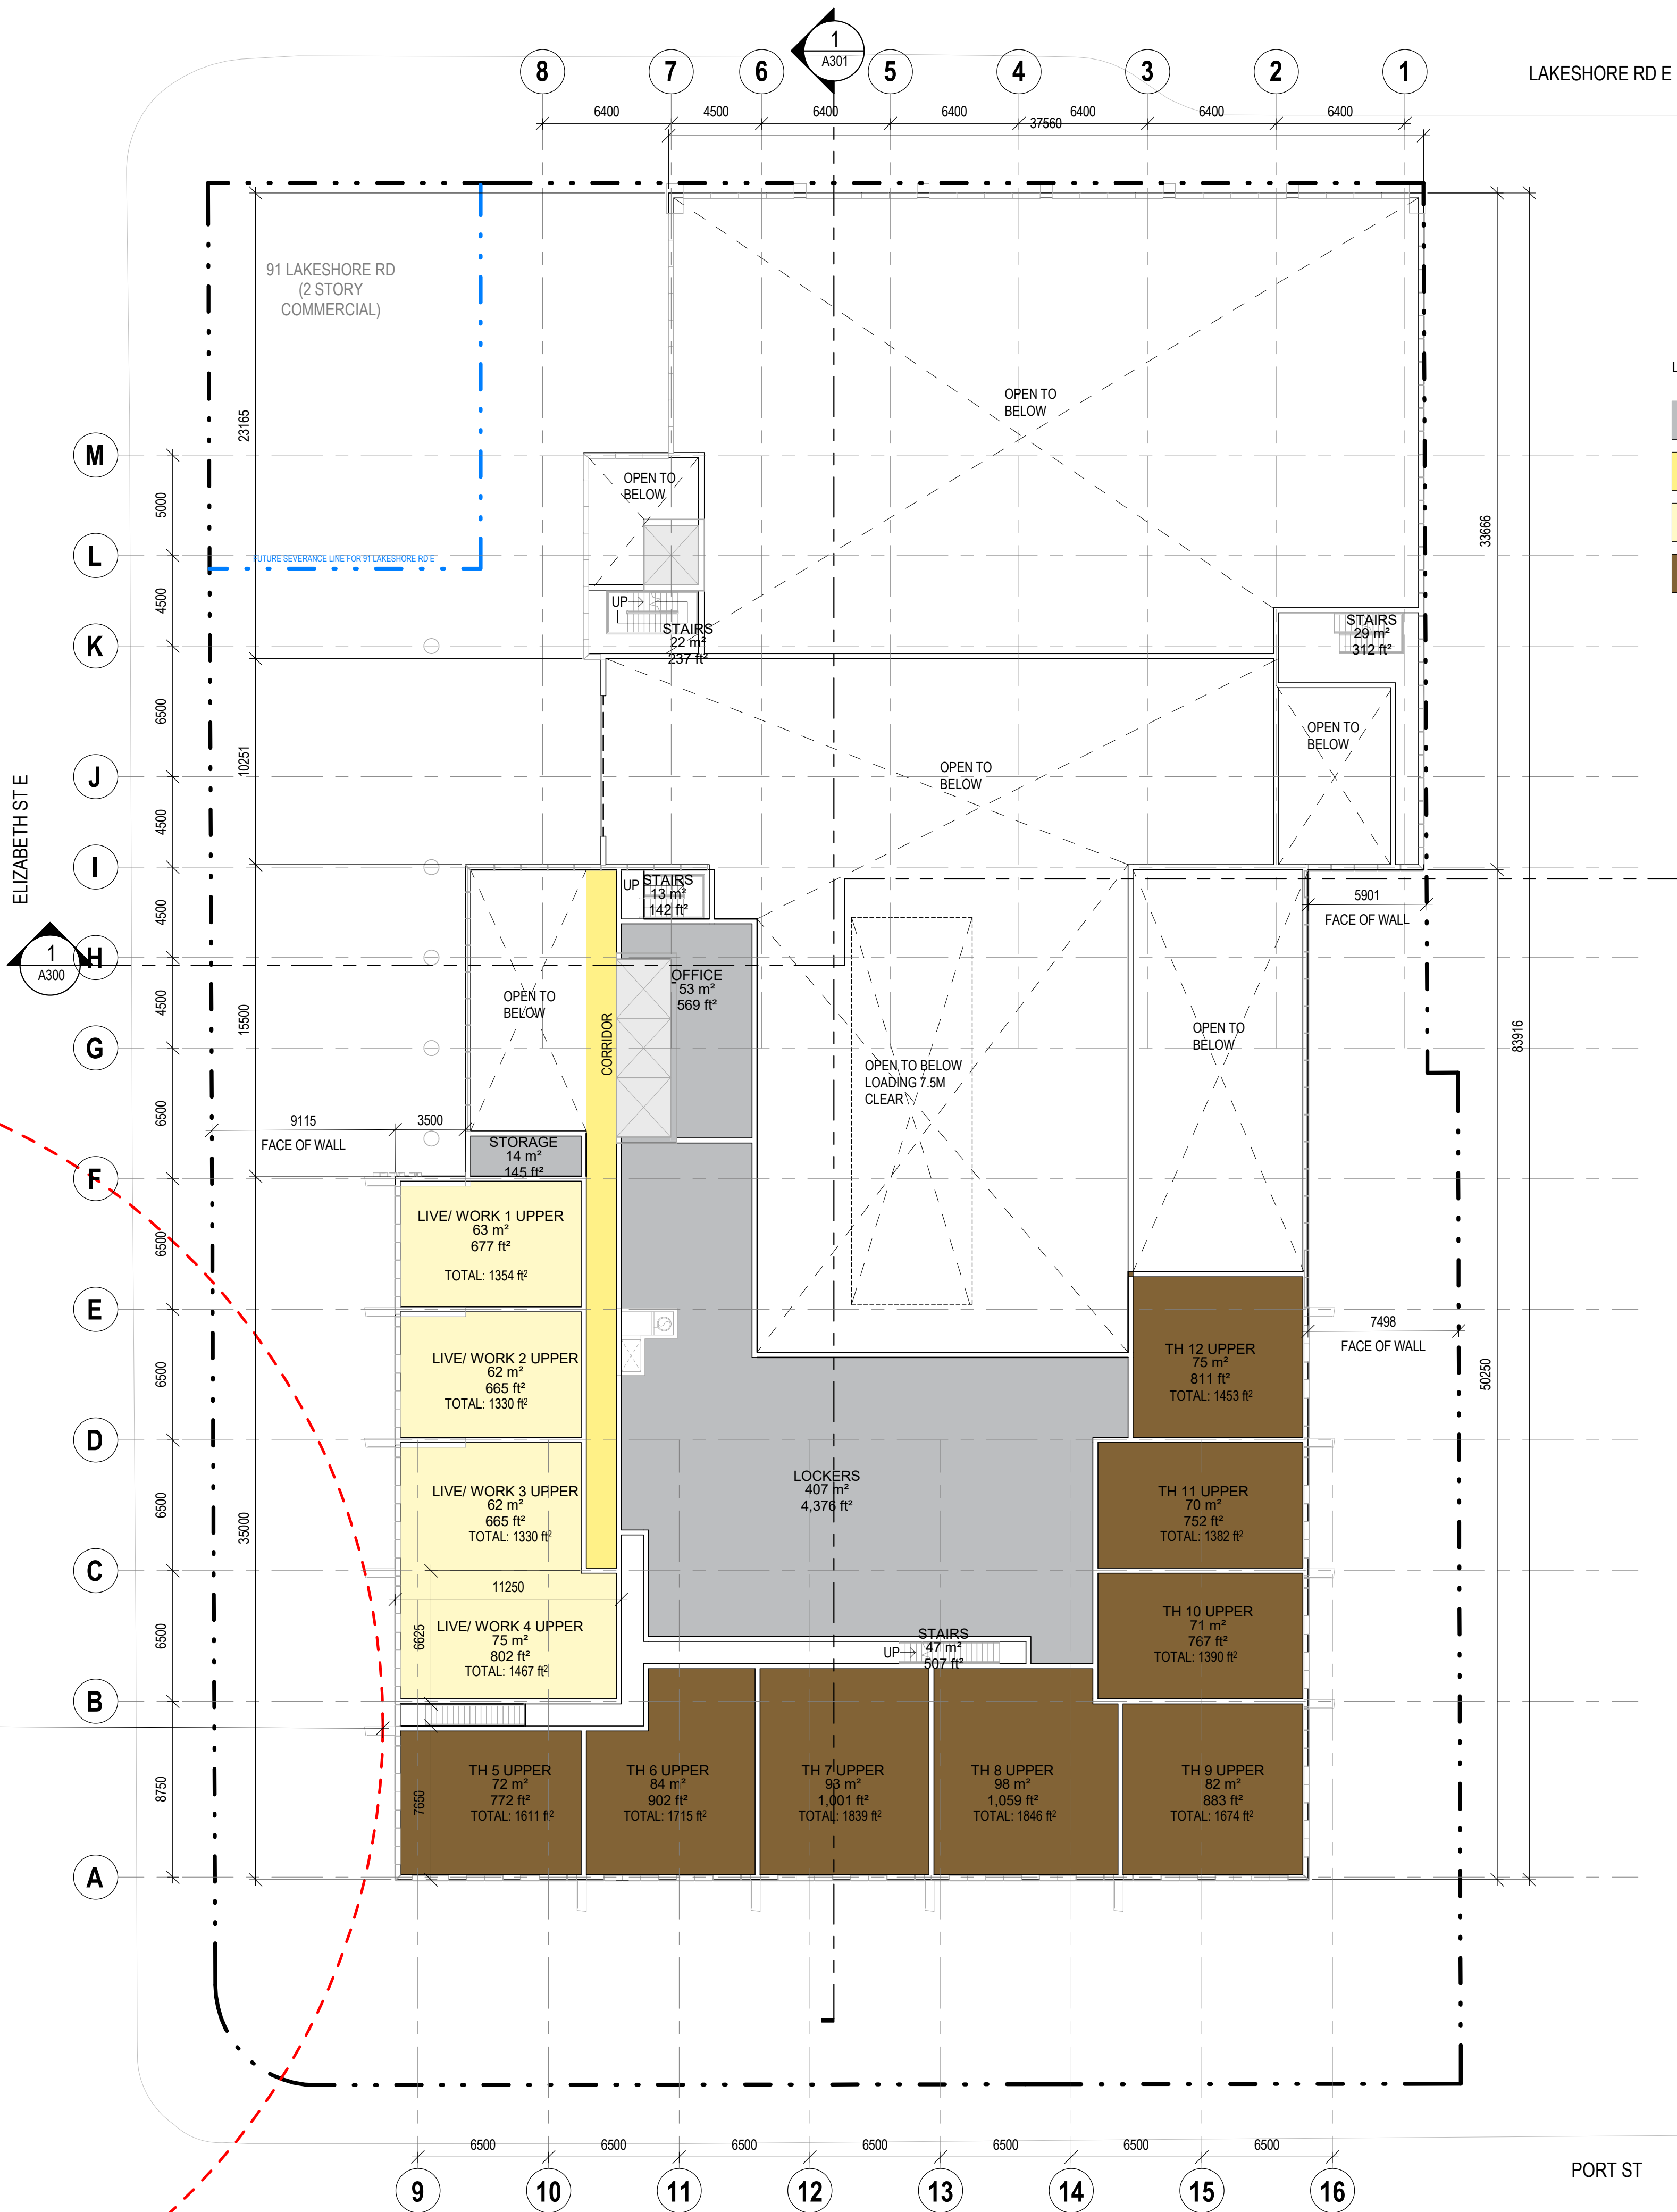 1
A301
LAKESHORE RD E
8
7
6
5
4
3
2
1
6400
4500
6400
6400
6400
6400
6400
37560
91 LAKESHORE RD
(2 STORY
COMMERCIAL)
FUTURE SEVERANCE LINE FOR 91 LAKESHORE RD E
L
M
L
K
J
I
H
G
F
E
D
C
B
A
5000
4500
6500
4500
4500
4500
6500
6500
6500
6500
6500
8750
23165
10251
15500
35000
ELIZABETH ST E
1
A300
OPEN TO
BELOW
OPEN TO
BELOW
UP
STAIRS
22 m²
237 ft²
STAIRS
29 m²
312 ft²
OPEN TO
BELOW
OPEN TO
BELOW
33666
83916
50250
UP
STAIRS
13 m²
142 ft²
5901
FACE OF WALL
OFFICE
53 m²
569 ft²
OPEN TO
BELOW
CORRIDOR
OPEN TO BELOW
LOADING 7.5M
CLEAR
OPEN TO
BELOW
9115
FACE OF WALL
3500
STORAGE
14 m²
145 ft²
LIVE/ WORK 1 UPPER
63 m²
677 ft²
TOTAL: 1354 ft²
LIVE/ WORK 2 UPPER
62 m²
665 ft²
TOTAL: 1330 ft²
LIVE/ WORK 3 UPPER
62 m²
665 ft²
TOTAL: 1330 ft²
11250
6625
LIVE/ WORK 4 UPPER
75 m²
802 ft²
TOTAL: 1467 ft²
7498
FACE OF WALL
TH 12 UPPER
75 m²
811 ft²
TOTAL: 1453 ft²
LOCKERS
407 m²
4,376 ft²
TH 11 UPPER
70 m²
752 ft²
TOTAL: 1382 ft²
TH 10 UPPER
71 m²
767 ft²
TOTAL: 1390 ft²
UP
STAIRS
47 m²
507 ft²
7650
TH 5 UPPER
72 m²
772 ft²
TOTAL: 1611 ft²
TH 6 UPPER
84 m²
902 ft²
TOTAL: 1715 ft²
TH 7 UPPER
93 m²
1,001 ft²
TOTAL: 1839 ft²
TH 8 UPPER
98 m²
1,059 ft²
TOTAL: 1846 ft²
TH 9 UPPER
82 m²
883 ft²
TOTAL: 1674 ft²
6500
6500
6500
6500
6500
6500
6500
9
10
11
12
13
14
15
16
PORT ST